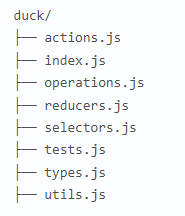 duck/
├── actions.js
├── index.js
├── operations.js
├── reducers.js
├── selectors.js
├── tests.js
├── types.js
├── utils.js